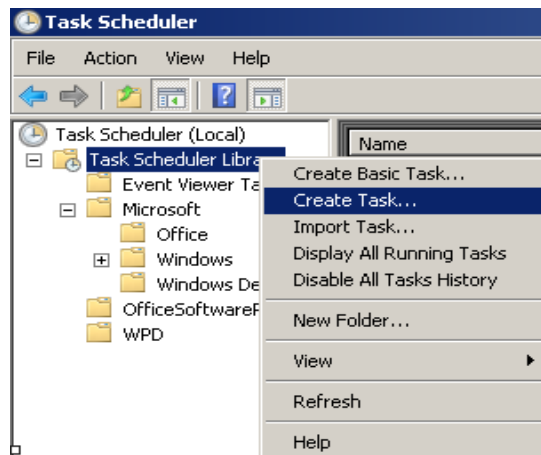 Task Scheduler
File Action View Help
Task Scheduler (Local)
Name
Task Scheduler Libra
Event Viewer Ta
Microsoft
Office
Windows
Windows De
OfficeSoftwareP
WPD
Create Basic Task...
Create Task...
Import Task...
Display All Running Tasks
Disable All Tasks History
New Folder...
View
Refresh
Help